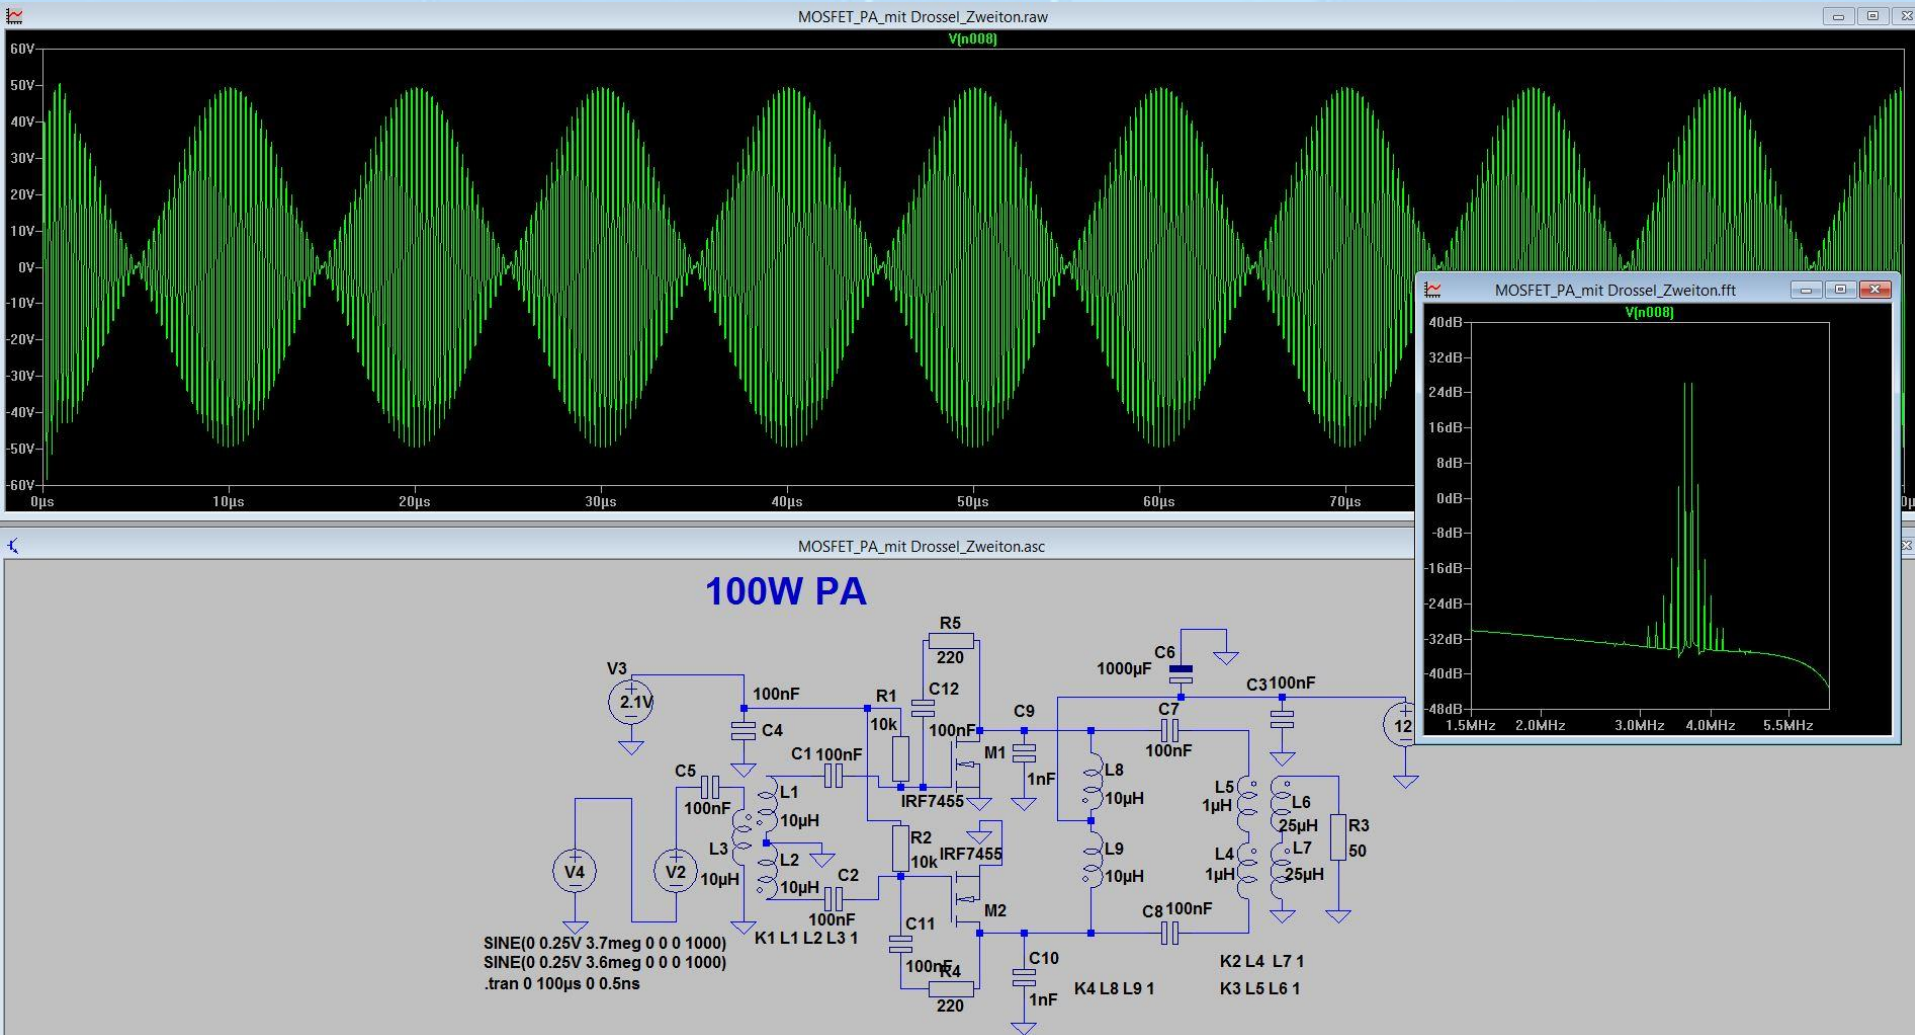 MOSFET_PA_mit Drossel_Zweiton.raw
V(n008)
60V
50V
40V
30V
20V
10V
0V
-10V
-20V
-30V
-40V
-50V
-60V
0µs
10µs
20µs
30µs
40µs
50µs
60µs
70µs
MOSFET_PA_mit Drossel_Zweiton.fft
V(n008)
40dB
32dB
24dB
16dB
8dB
0dB
-8dB
-16dB
-24dB
-32dB
-40dB
-48dB
1.5MHz
2.0MHz
3.0MHz
4.0MHz
5.5MHz
MOSFET_PA_mit Drossel_Zweiton.asc
100W PA
V3
2.1V
100nF
C4
R1
10k
R5
220
C12
100nF
M1
IRF7455
C9
1nF
C6
1000µF
C3
100nF
12
C7
100nF
C1
100nF
C5
100nF
L1
10µH
L3
10µH
L2
10µH
C2
100nF
R2
10k
IRF7455
M2
L8
10µH
L9
10µH
L5
1µH
L4
1µH
L6
25µH
L7
25µH
R3
50
C8
100nF
V4
V2
C11
100nF
R4
220
C10
1nF
SINE(0 0.25V 3.7meg 0 0 0 1000)
SINE(0 0.25V 3.6meg 0 0 0 1000)
.tran 0 100µs 0 0.5ns
K1 L1 L2 L3 1
K4 L8 L9 1
K2 L4 L7 1
K3 L5 L6 1